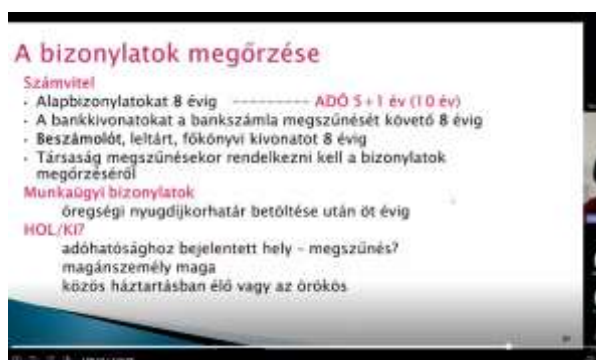 A bizonylatok megőrzése
Számvitel
- Alapbizonylatokat 8 évig --------- ADÓ 5+1 év (10 év)
- A bankkivonatokat a bankszámla megszűnését követő 8 évig
- Beszámolót, leltárt, főkönyvi kivonatot 8 évig
- Társaság megszűnésekor rendelkezni kell a bizonylatok
megőrzéséről
Munkaügyi bizonylatok
öregségi nyugdíjkorhatár betöltése után öt évig
HOL/KI?
adóhatósághoz bejelentett hely - megszűnés?
magánszemély maga
közös háztartásban élő vagy az örökös